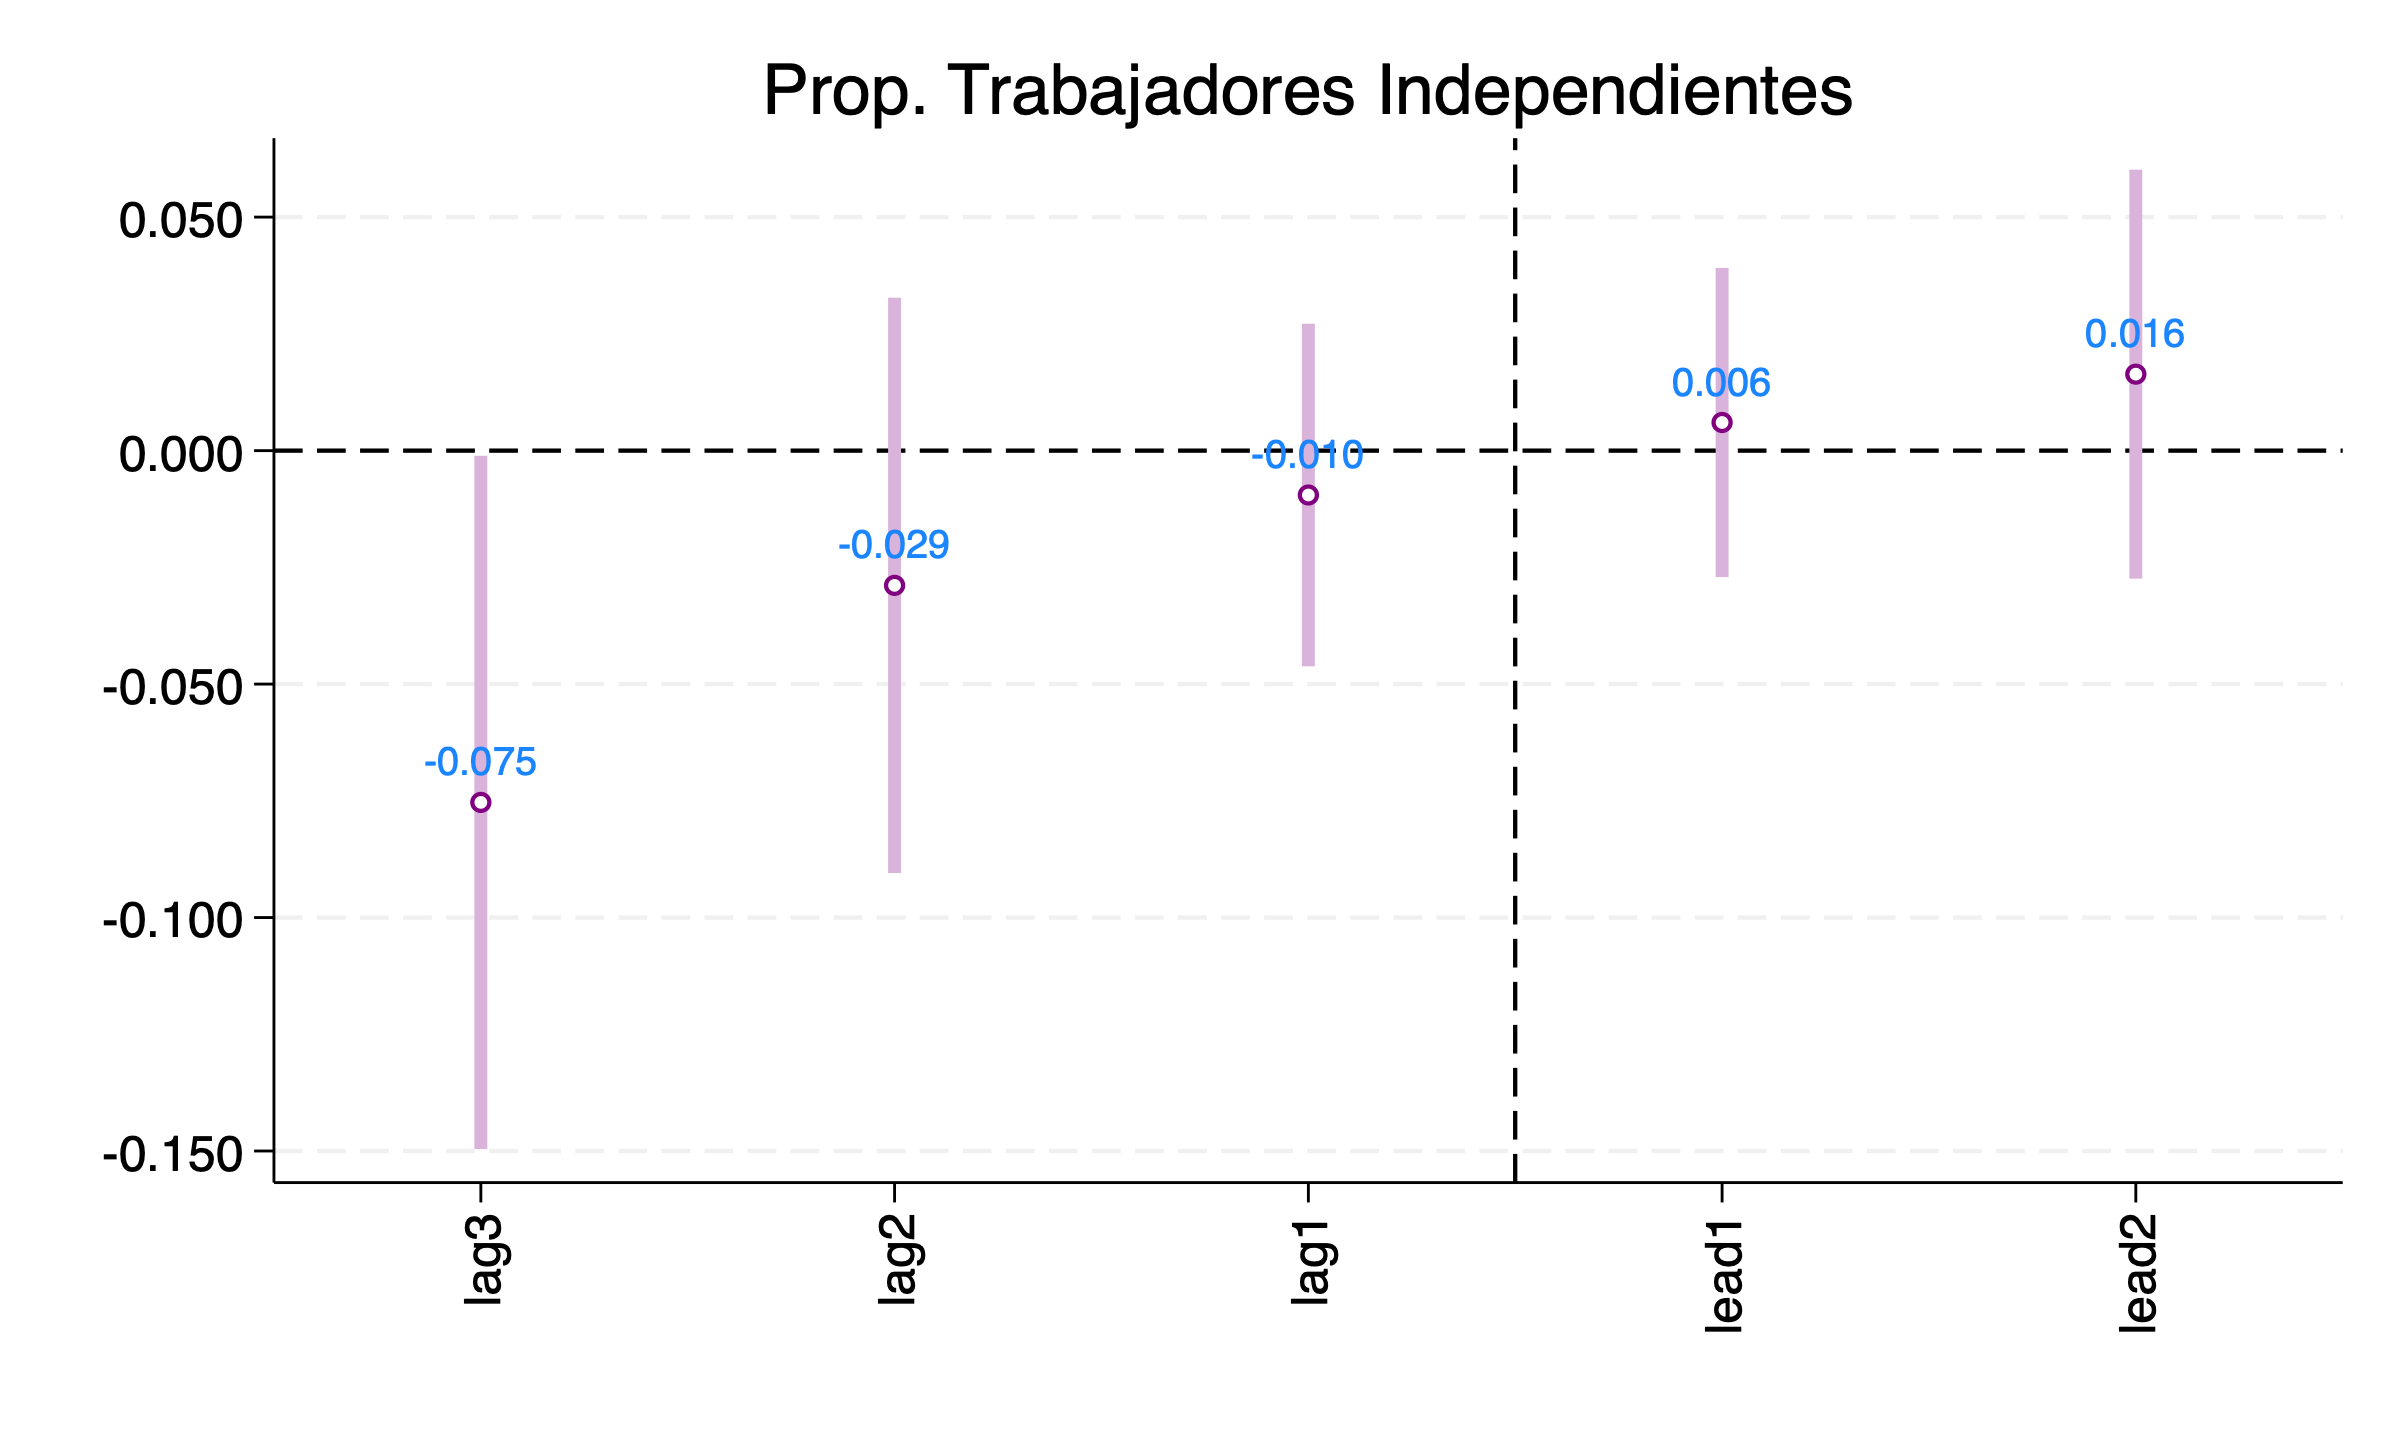 Prop. Trabajadores Independientes
0.050
0.000
-0.050
-0.100
-0.150
-0.075
-0.029
-0.010
0.006
0.016
lag3
lag2
lag1
lead1
lead2